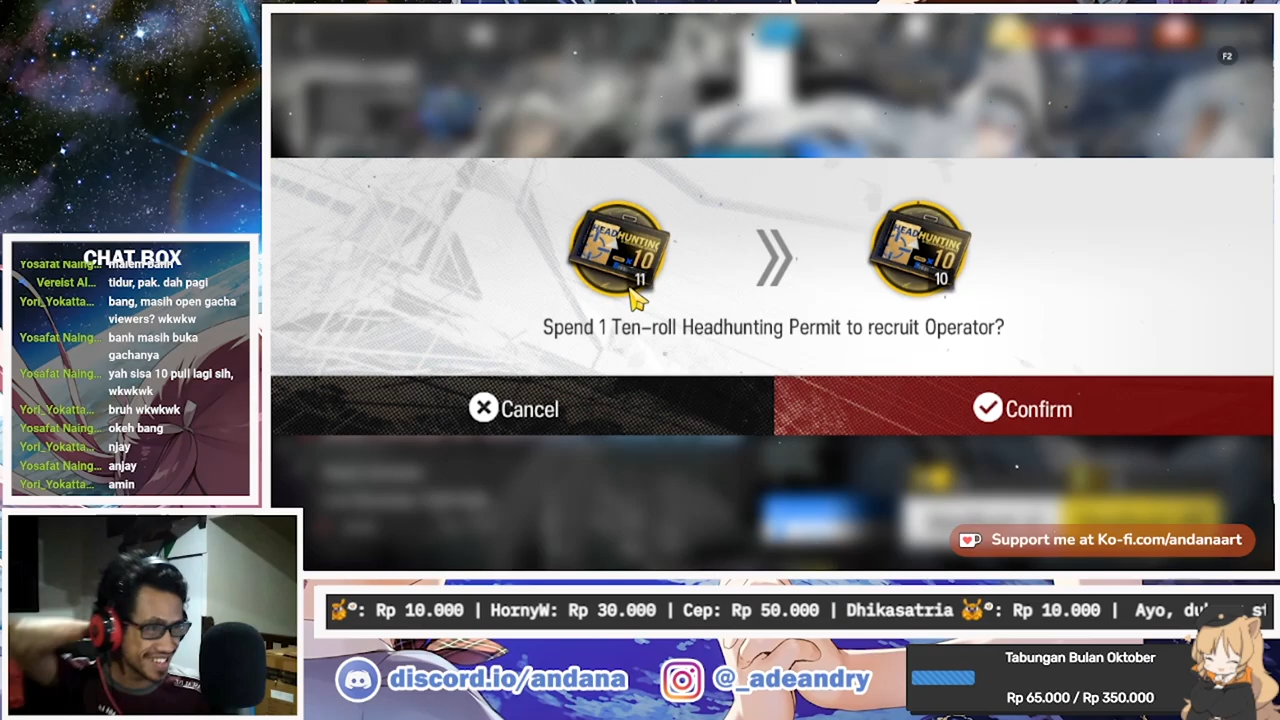 F2
HEADHUNTING
10
11
HEADHUNTING
10
10
Spend 1 Ten-roll Headhunting Permit to recruit Operator?
Cancel
Confirm
CHAT BOX
Yosafat Naing... malem banh
Vereist Al... tidur, pak. dah pagi
Yori_Yokatta... bang, masih open gacha
viewers? wkwkw
Yosafat Naing... banh masih buka
gachanya
Yosafat Naing... yah sisa 10 pull lagi sih,
wkwkwk
Yori_Yokatta... bruh wkwkwk
Yosafat Naing... okeh bang
Yori_Yokatta... njay
Yosafat Naing... anjay
Yori_Yokatta... amin
Support me at Ko-fi.com/andanaart
: Rp 10.000 | HornyW: Rp 30.000 | Cep: Rp 50.000 | Dhikasatria : Rp 10.000 | Ayo,
discord.io/andana
@_adeandry
Tabungan Bulan Oktober
Rp 65.000 / Rp 350.000